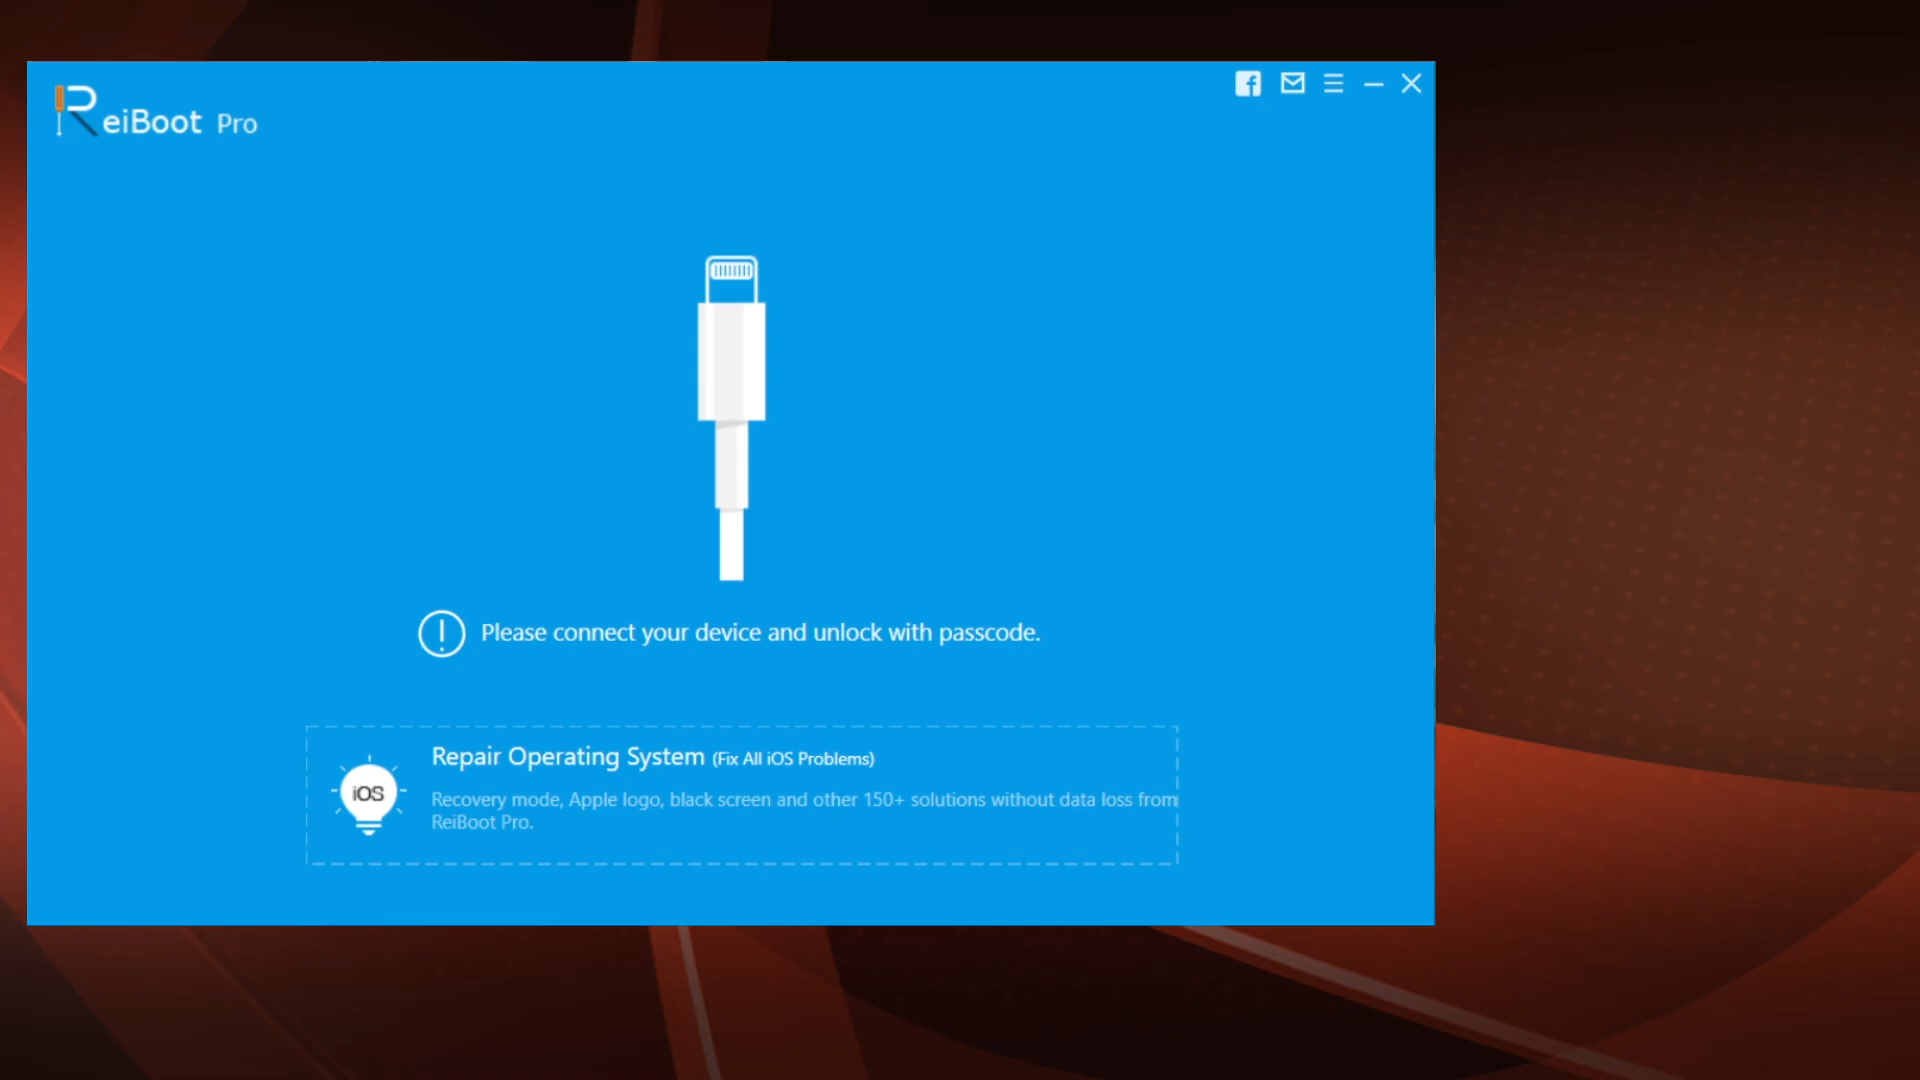 ReiBoot Pro
Please connect your device and unlock with passcode.
Repair Operating System (Fix All iOS Problems)
iOS
Recovery mode, Apple logo, black screen and other 150+ solutions without data loss from
ReiBoot Pro.